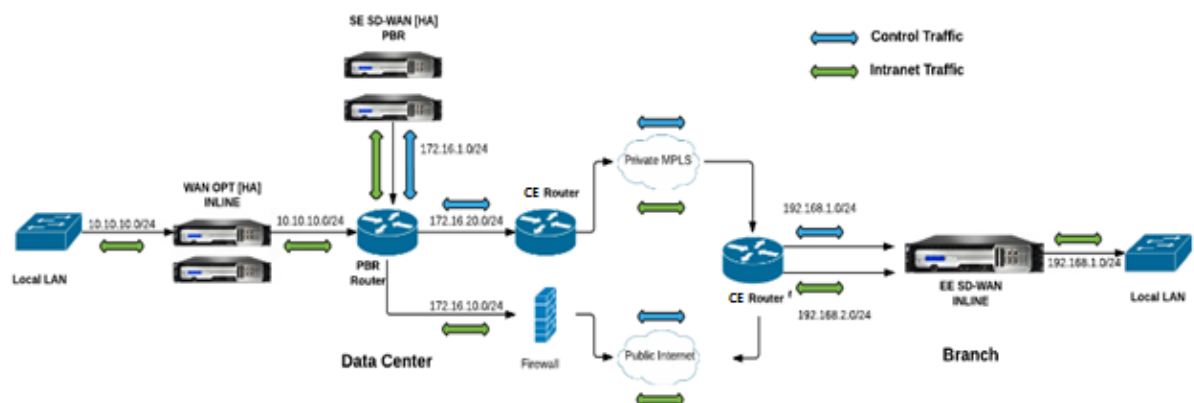 SE SD-WAN [HA]
PBR
Control Traffic
Intranet Traffic
172.16.1.0/24
Private MPLS
WAN OPT [HA]
INLINE
CE Router
10.10.10.0/24
10.10.10.0/24
172.16.20.0/24
192.168.1.0/24
Local LAN
PBR
Router
192.168.1.0/24
EE SD-WAN
INLINE
Local LAN
CE Router f
172.16.10.0/24
192.168.2.0/24
Data Center
Firewall
Public Internet
Branch